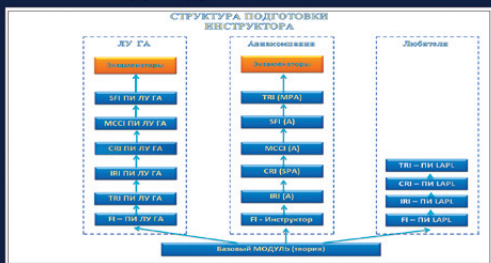 СТРУКТУРА ПОДГОТОВКИ
ИНСТРУКТОРА
ЛУ ГА
Экзаменаторы
SFI ПИ ЛУ ГА
MCCI ПИ ЛУ ГА
CRI ПИ ЛУ ГА
IRI ПИ ЛУ ГА
TRI ПИ ЛУ ГА
FI – ПИ ЛУ ГА
Авиакомпания
Экзаменаторы
TRI (MPA)
SFI (A)
MCCI (A)
CRI (SPA)
IRI (A)
FI - Инструктор
Любители
TRI – ПИ LAPL
CRI – ПИ LAPL
IRI – ПИ LAPL
FI – ПИ LAPL
Базовый МОДУЛЬ (теория)